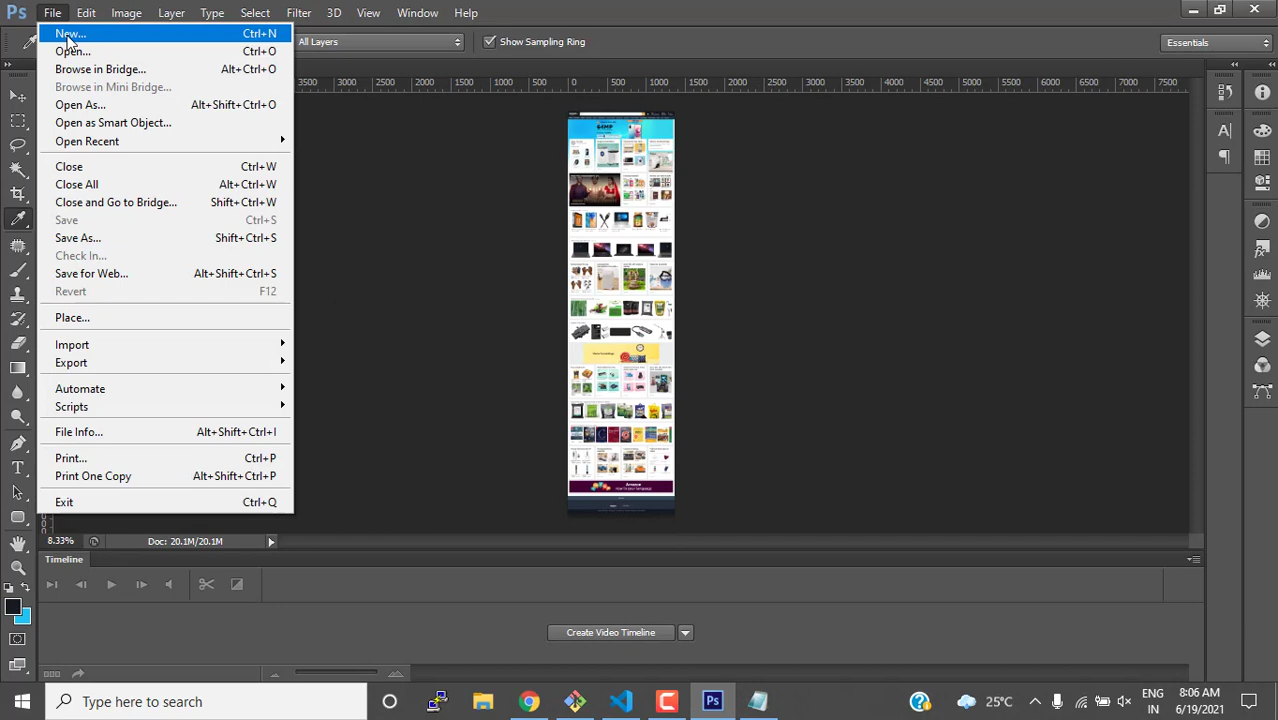 Ps File Edit Image Layer Type Select Filter 3D View Window Help
All Layers Show Sampling Ring Essentials
New... Ctrl+N
Open... Ctrl+O
Browse in Bridge... Alt+Ctrl+O
Browse in Mini Bridge...
Open As... Alt+Shift+Ctrl+O
Open as Smart Object...
Open Recent
Close Ctrl+W
Close All Alt+Ctrl+W
Close and Go to Bridge... Shift+Ctrl+W
Save Ctrl+S
Save As... Shift+Ctrl+S
Check In...
Save for Web... Alt+Shift+Ctrl+S
Revert F12
Place...
Import
Export
Automate
Scripts
File Info... Alt+Shift+Ctrl+I
Print... Ctrl+P
Print One Copy Alt+Shift+Ctrl+P
Exit Ctrl+Q
3500 3000 2500 2000 1500 1000 500 0 500 1000 1500 2000 2500 3000 3500 4000 4500 5000 5500 6000 6500 7000 7500
64MP
8.33% Doc: 20.1M/20.1M
Timeline
Create Video Timeline
Type here to search
Ps
25°C
ENG
IN
8:06 AM
6/19/2021